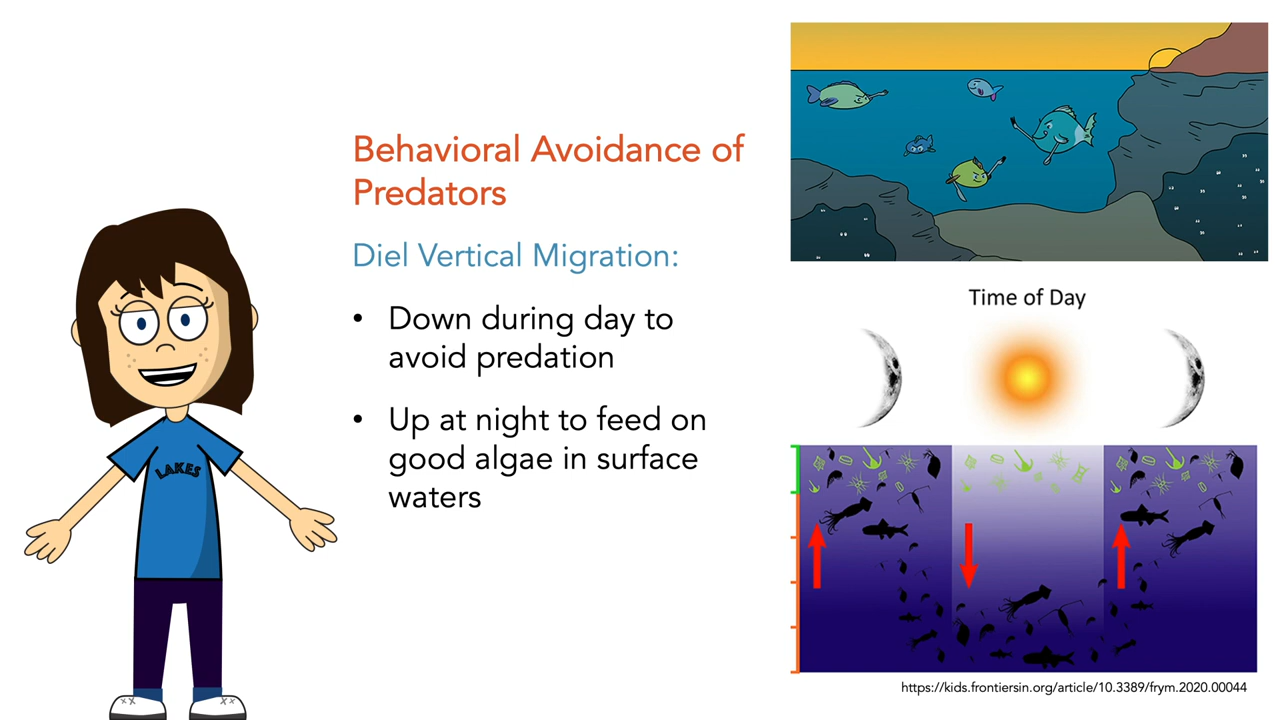 Behavioral Avoidance of
Predators
Diel Vertical Migration:
• Down during day to
avoid predation
• Up at night to feed on
good algae in surface
waters
LAKES
Time of Day
https://kids.frontiersin.org/article/10.3389/frym.2020.00044